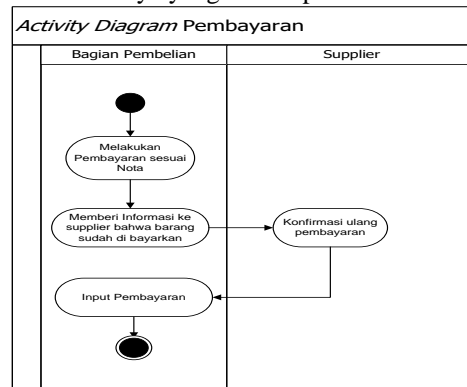 Activity Diagram Pembayaran
Bagian Pembelian
Supplier
Melakukan
Pembayaran sesuai
Nota
Memberi Informasi ke
supplier bahwa barang
sudah di bayarkan
Konfirmasi ulang
pembayaran
Input Pembayaran